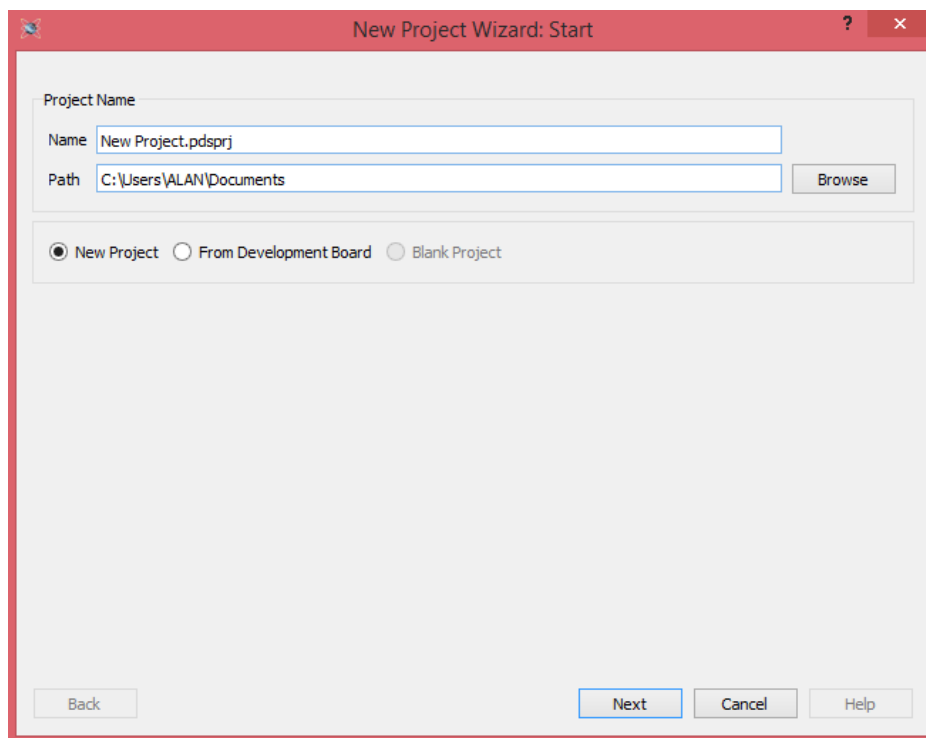 New Project Wizard: Start
?
Project Name
Name New Project.pdsprj
Path C:\Users\ALAN\Documents Browse
New Project From Development Board Blank Project
Back Next Cancel Help